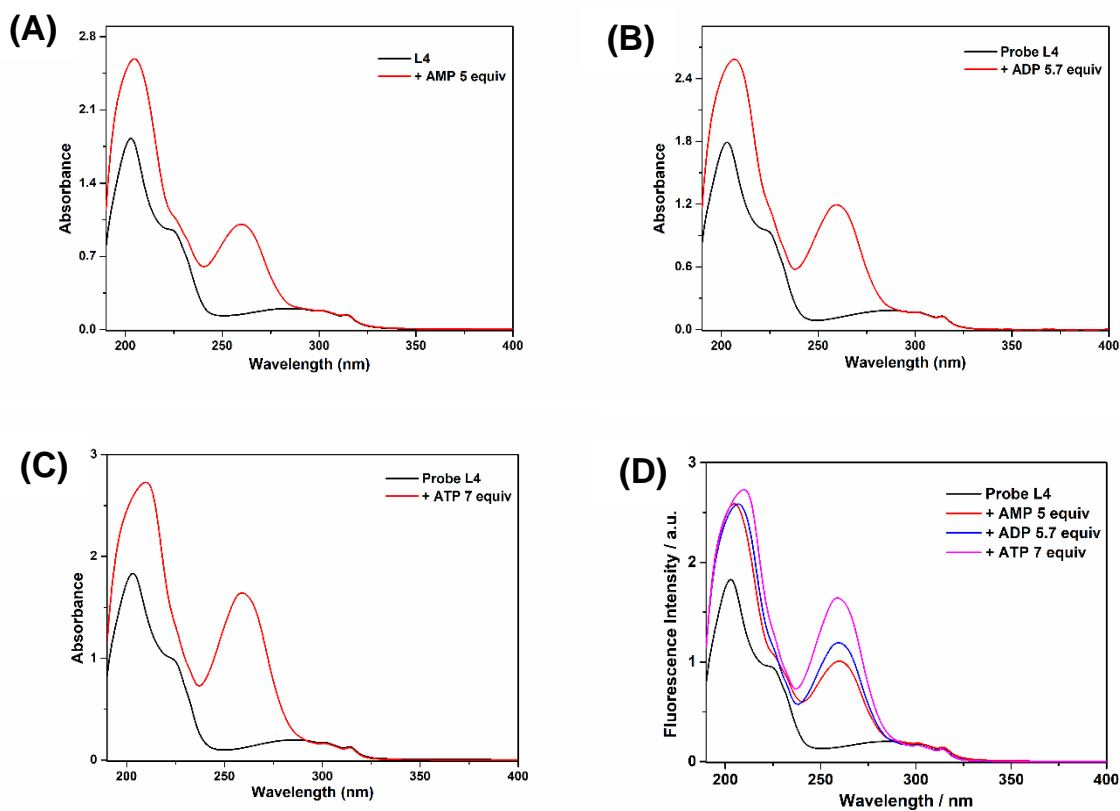 (A)
L4
+ AMP 5 equiv
2.8
2.1
1.4
0.7
0.0
Absorbance
200 250 300 350 400
Wavelength (nm)
(B)
Probe L4
+ ADP 5.7 equiv
2.4
1.8
1.2
0.6
0.0
Absorbance
200 250 300 350 400
Wavelength (nm)
(C)
Probe L4
+ ATP 7 equiv
3
2
1
0
Absorbance
200 250 300 350 400
Wavelength (nm)
(D)
Probe L4
+ AMP 5 equiv
+ ADP 5.7 equiv
+ ATP 7 equiv
3
2
1
0
Fluorescence Intensity / a.u.
200 250 300 350 400
Wavelength / nm